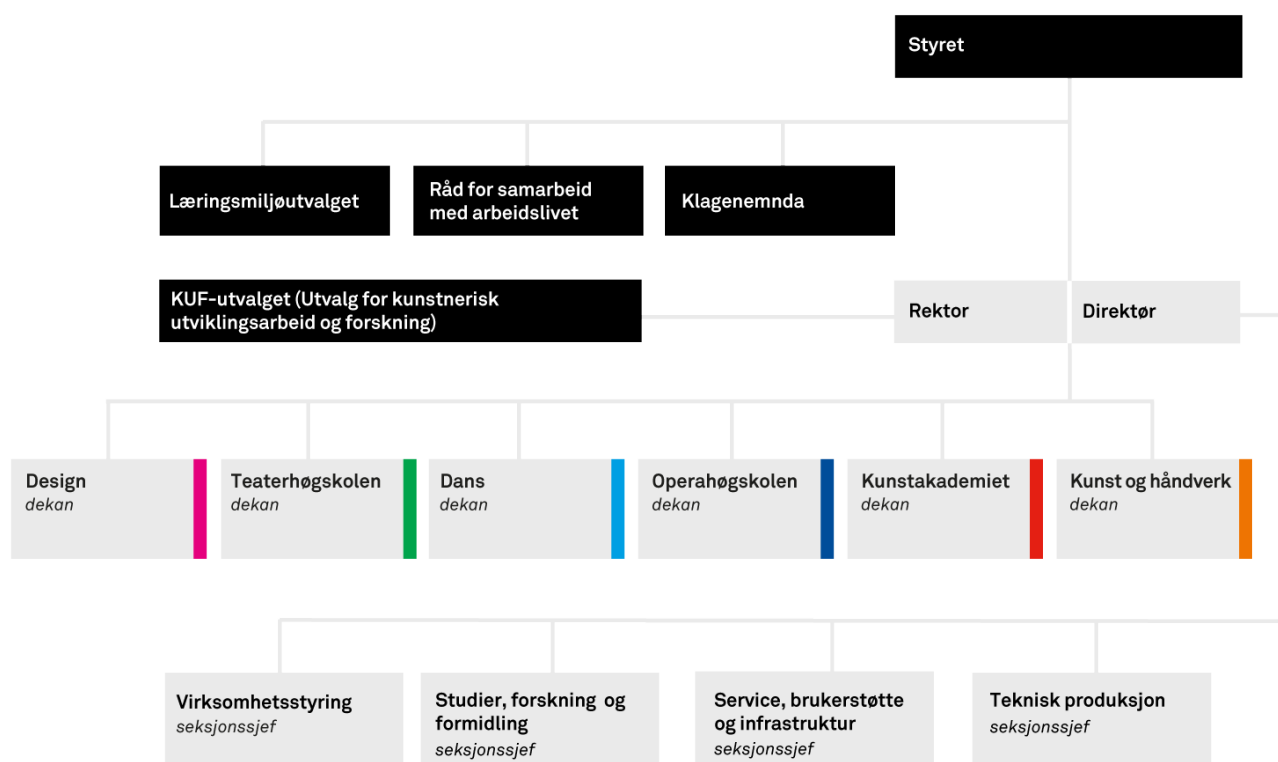 Styret
Læringsmiljøutvalget
Råd for samarbeid
med arbeidslivet
Klagenemnda
KUF-utvalget (Utvalg for kunstnerisk
utviklingsarbeid og forskning)
Rektor
Direktør
Design
dekan
Teaterhøgskolen
dekan
Dans
dekan
Operahøgskolen
dekan
Kunstakademiet
dekan
Kunst og håndverk
dekan
Virksomhetsstyring
seksjonssjef
Studier, forskning og
formidling
seksjonssjef
Service, brukerstøtte
og infrastruktur
seksjonssjef
Teknisk produksjon
seksjonssjef